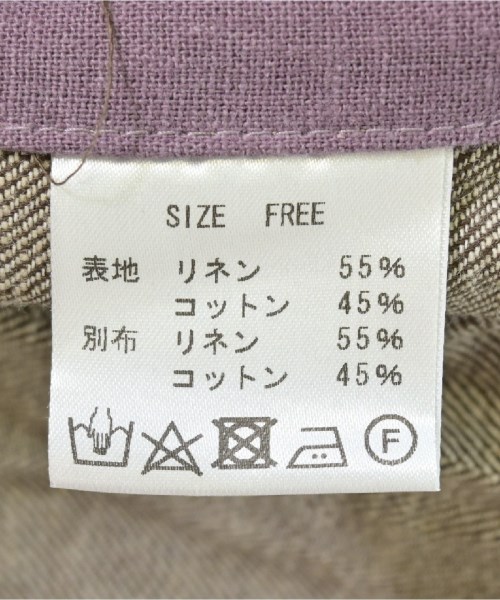 SIZE FREE
表地 リネン 55%
コットン 45%
別布 リネン 55%
コットン 45%
F